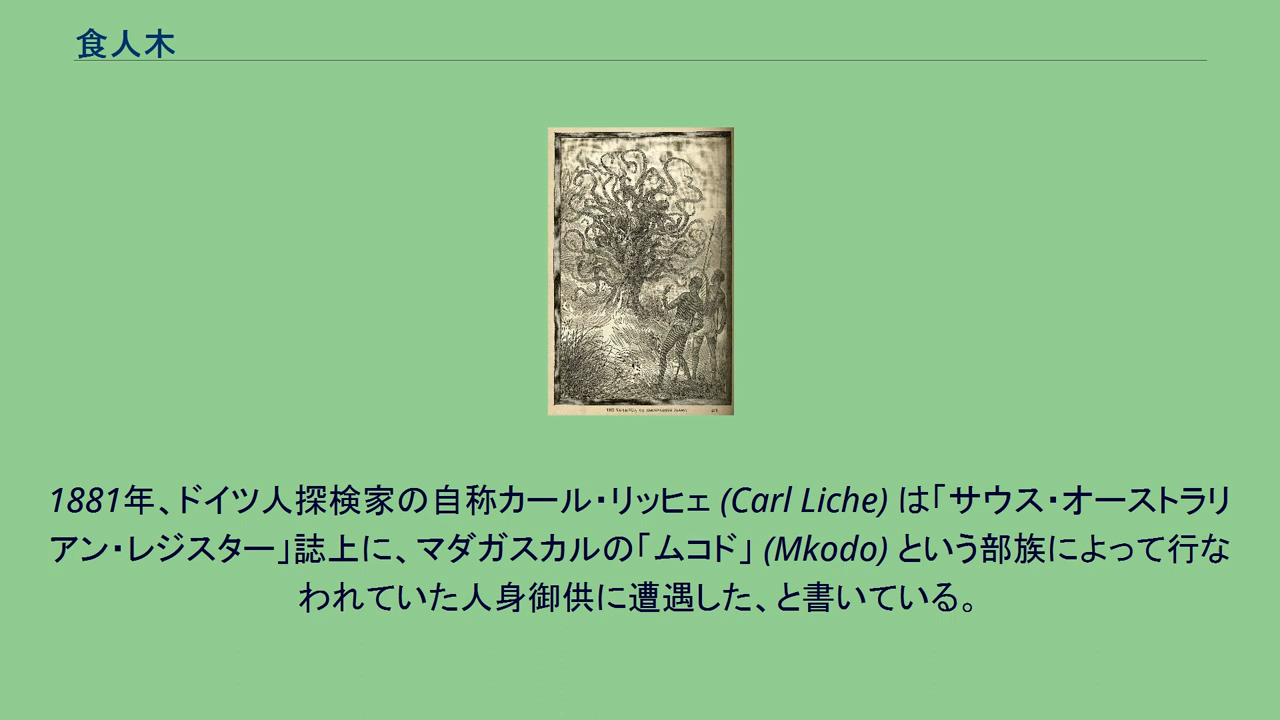 食人木
1881年、ドイツ人探検家の自称カール・リッヒェ (Carl Liche) は「サウス・オーストラリ
アン・レジスター」誌上に、マダガスカルの「ムコド」 (Mkodo) という部族によって行な
われていた人身御供に遭遇した、と書いている。